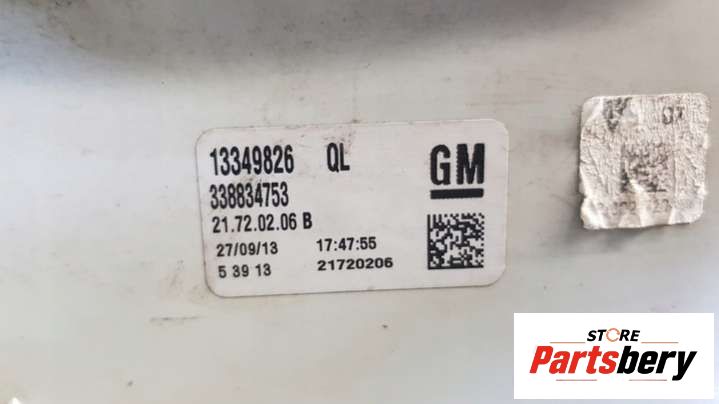 13349826 QL GM
338834753
21.72.02.06 B
27/09/13 17:47:55
5 39 13 21720206
07
STORE
Partsbery